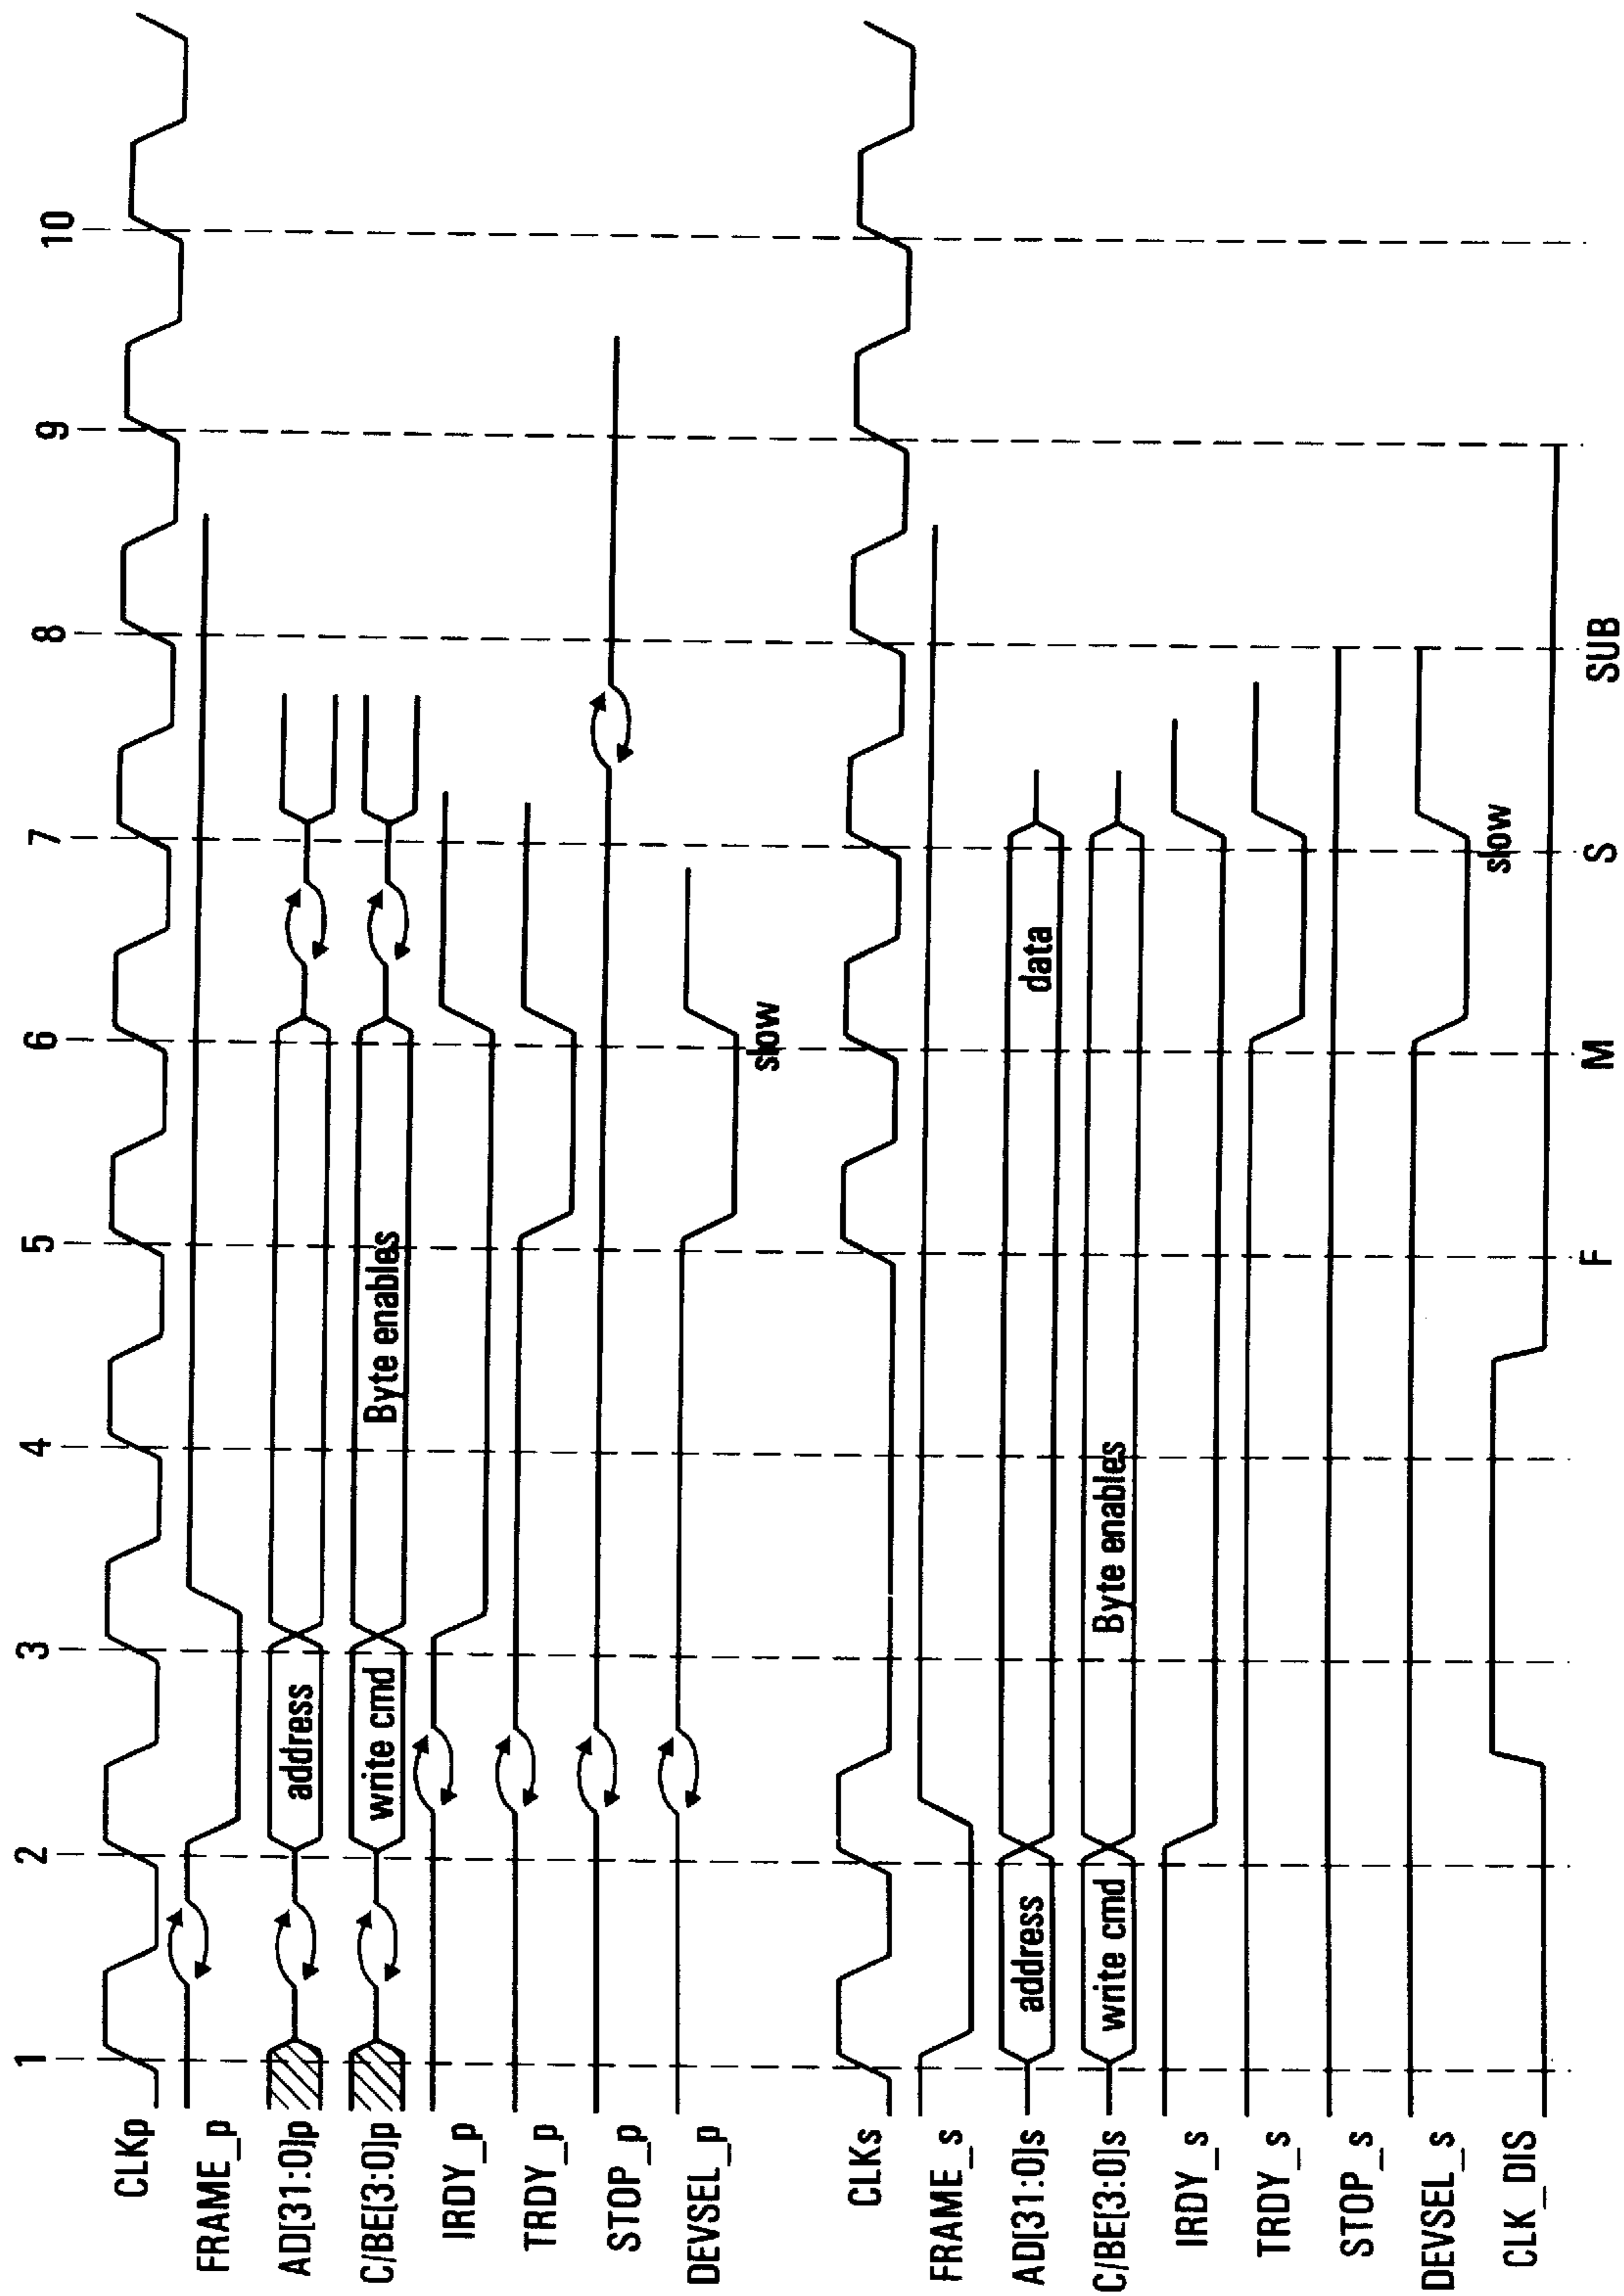 1 2 3 4 5 6 7 8 9 10
CLKp
FRAME_p
AD[31:0]p address
C/BE[3:0]p write cmd Byte enables
IRDY_p
TRDY_p
STOP_p
DEVSEL_p
slow
CLKs
FRAME_s
AD[31:0]s address data
C/BE[3:0]s write cmd Byte enables
IRDY_s
TRDY_s
STOP_s
DEVSEL_s
slow
CLK_DIS
F M S SUB